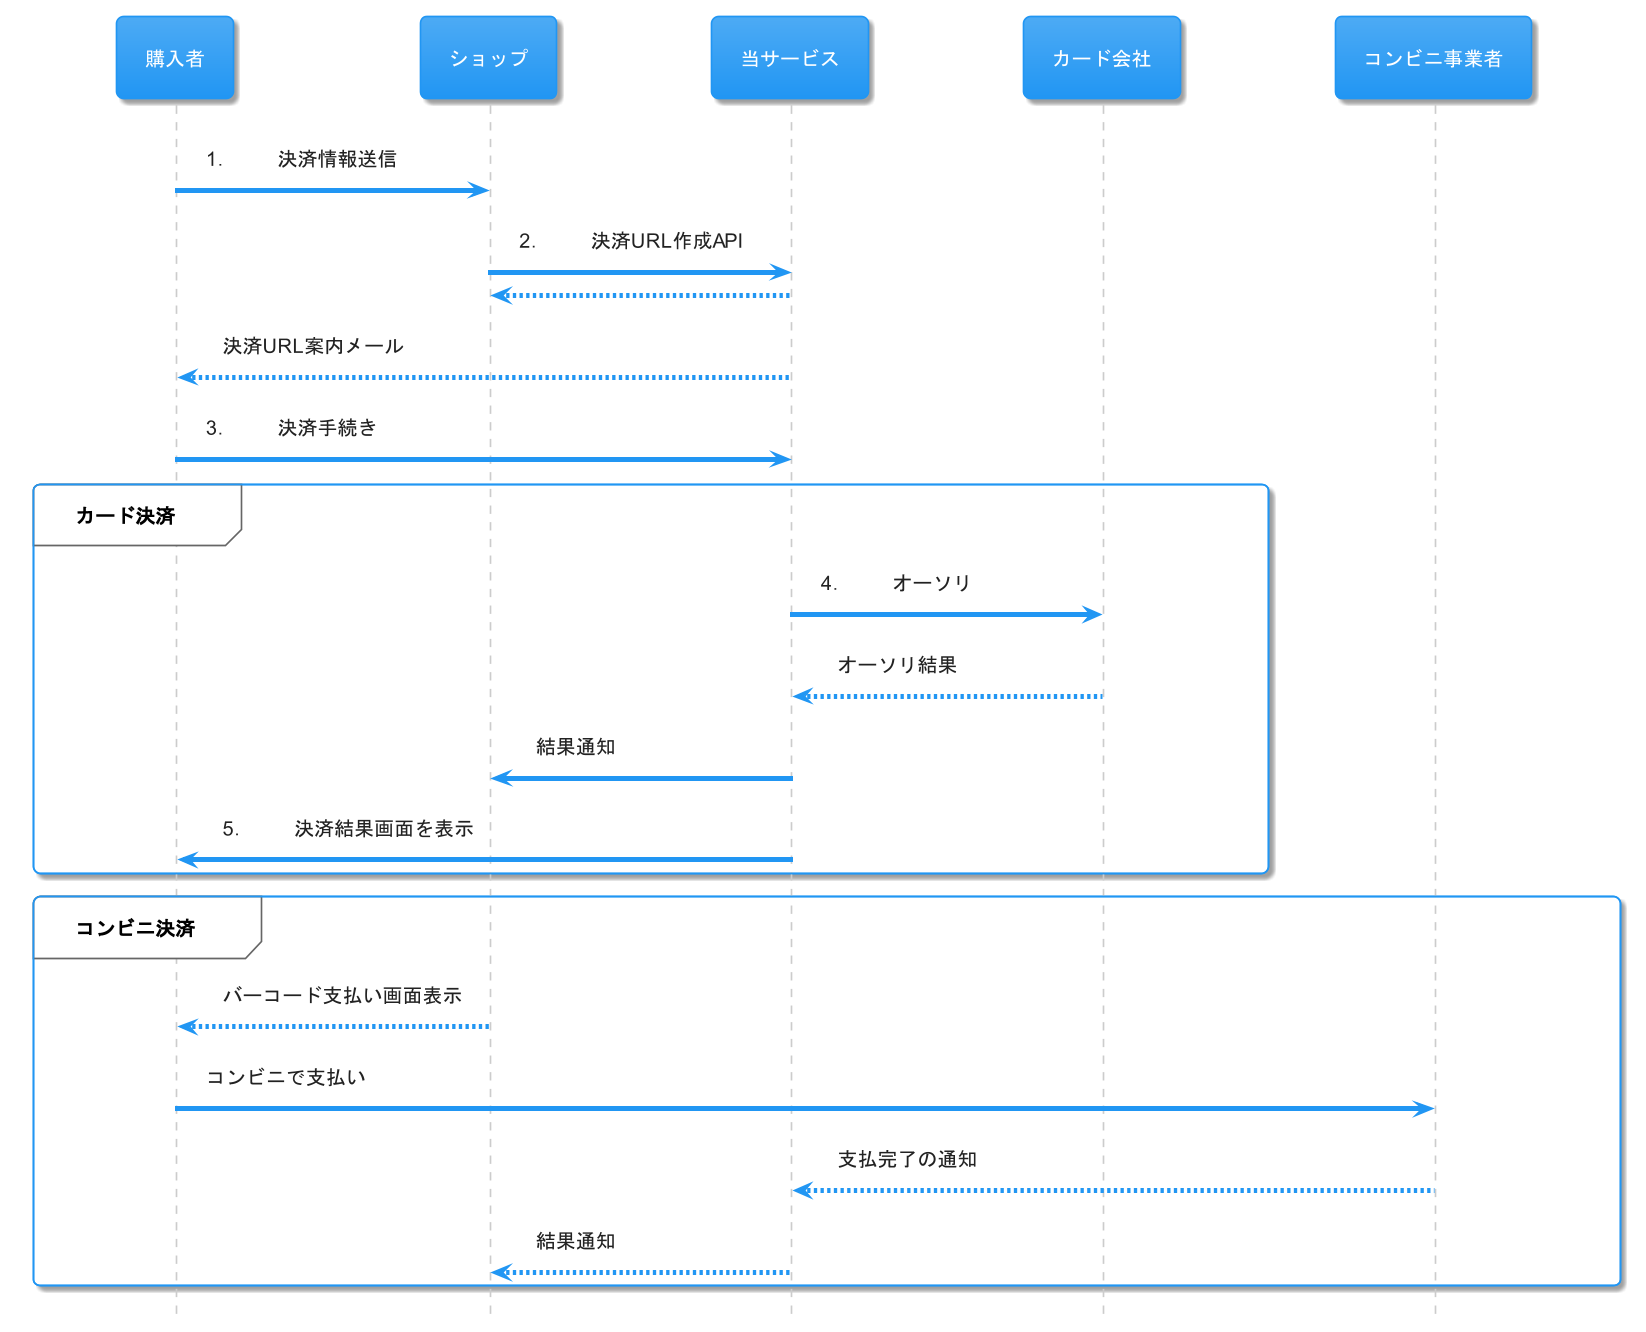 購入者
ショップ
当サービス
カード会社
コンビニ事業者
1. 決済情報送信
2. 決済URL作成API
決済URL案内メール
3. 決済手続き
カード決済
4. オーソリ
オーソリ結果
結果通知
5. 決済結果画面を表示
コンビニ決済
バーコード支払い画面表示
コンビニで支払い
支払完了の通知
結果通知